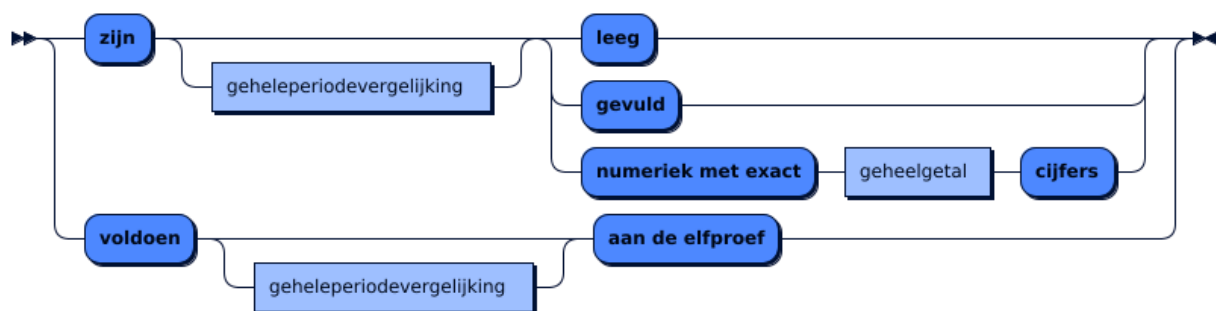 zijn leeg
geheleperiodevergelijking
gevuld
numeriek met exact geheelgetal cijfers
voldoen aan de elfproef
geheleperiodevergelijking